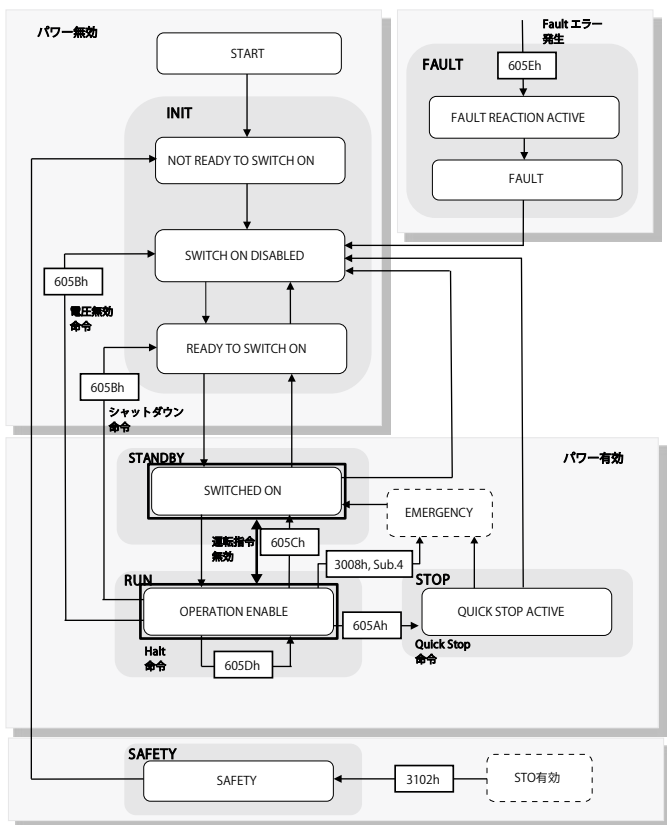 パワー無効
START
INIT
NOT READY TO SWITCH ON
SWITCH ON DISABLED
605Bh
電圧無効
命令
READY TO SWITCH ON
605Bh
シャットダウン
命令
Fault エラー
発生
FAULT
605Eh
FAULT REACTION ACTIVE
FAULT
パワー有効
STANDBY
SWITCHED ON
EMERGENCY
運転指令
無効
605Ch
3008h, Sub.4
RUN
OPERATION ENABLE
605Ah
STOP
QUICK STOP ACTIVE
Quick Stop
命令
Halt
命令
605Dh
SAFETY
SAFETY
3102h
STO有効